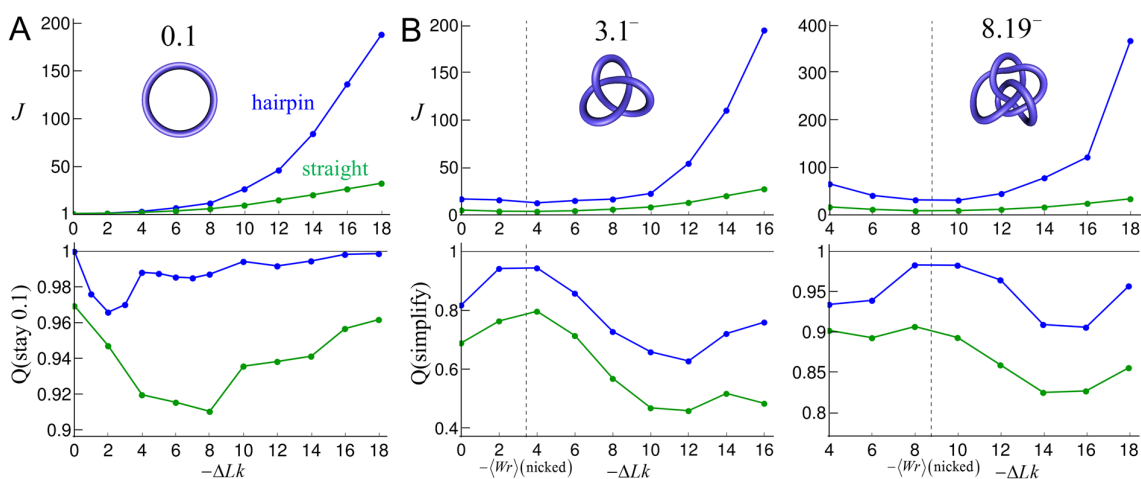 A
0.1
B
3.1⁻
8.19⁻
200
150
100
50
1
J
hairpin
straight
0 2 4 6 8 10 12 14 16 18
200
150
100
50
0
J
0 2 4 6 8 10 12 14 16
400
300
200
100
0
4 6 8 10 12 14 16 18
1
0.98
0.96
0.94
0.92
0.9
Q(stay 0.1)
0 2 4 6 8 10 12 14 16 18
−ΔLk
1
0.8
0.6
0.4
Q(simplify)
0 2 4 6 8 10 12 14 16
−⟨Wr⟩(nicked) −ΔLk
1
0.95
0.9
0.85
0.8
4 6 8 10 12 14 16 18
−⟨Wr⟩(nicked) −ΔLk